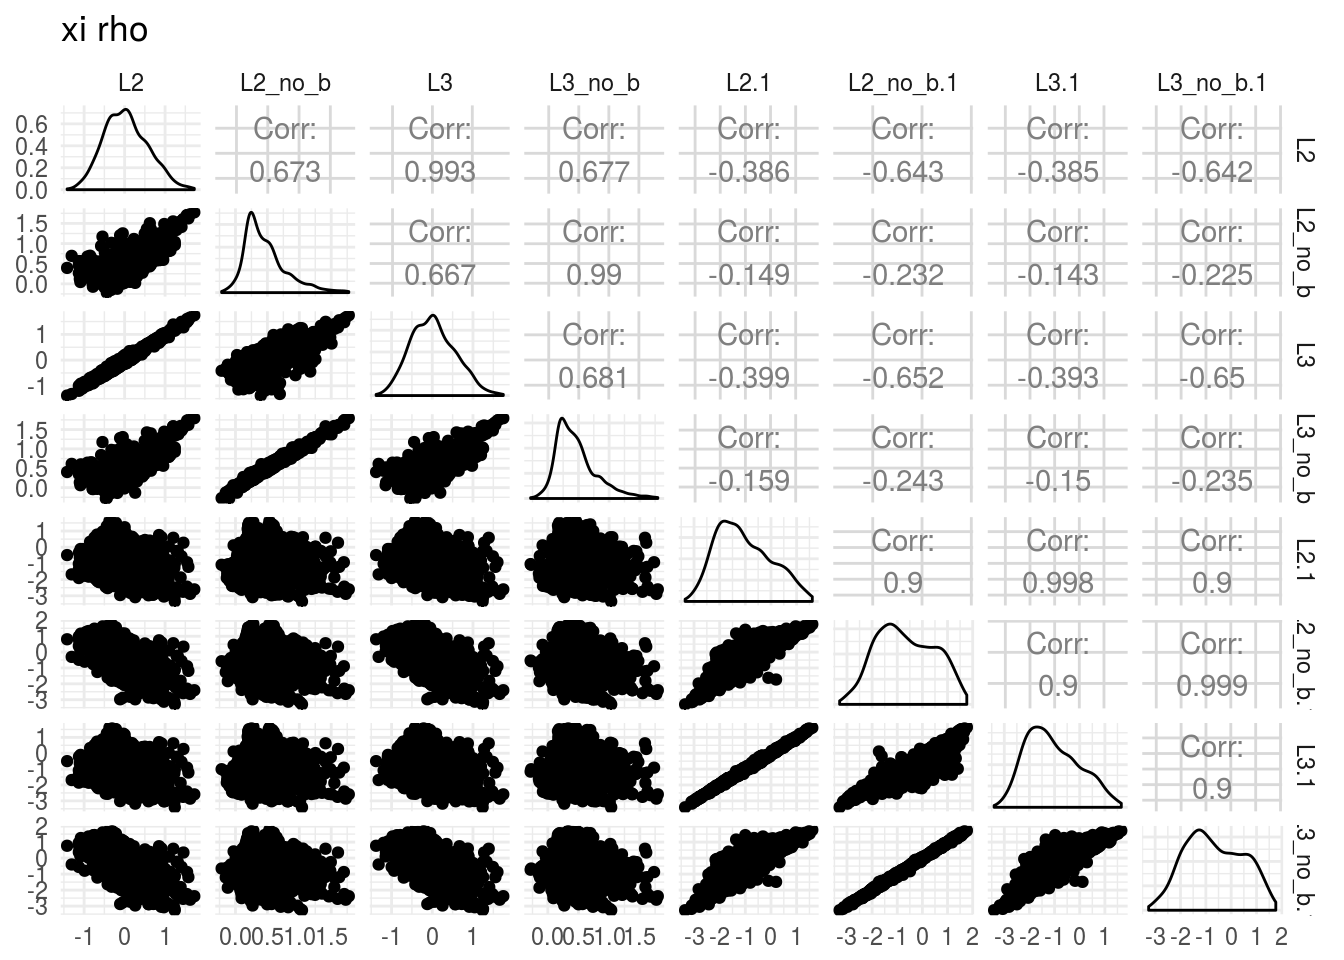 xi rho
L2 L2_no_b L3 L3_no_b L2.1 L2_no_b.1 L3.1 L3_no_b.1
0.6
0.4
0.2
0.0
Corr: 0.673
Corr: 0.993
Corr: 0.677
Corr: -0.386
Corr: -0.643
Corr: -0.385
Corr: -0.642
L2
1.5
1.0
0.5
0.0
Corr: 0.667
Corr: 0.99
Corr: -0.149
Corr: -0.232
Corr: -0.143
Corr: -0.225
L2_no_b
1
0
-1
Corr: 0.681
Corr: -0.399
Corr: -0.652
Corr: -0.393
Corr: -0.65
L3
1.5
1.0
0.5
0.0
Corr: -0.159
Corr: -0.243
Corr: -0.15
Corr: -0.235
L3_no_b
1
0
-1
-2
-3
Corr: 0.9
Corr: 0.998
Corr: 0.9
L2.1
2
1
0
-1
-2
-3
Corr: 0.9
Corr: 0.999
.2_no_b.
1
0
-1
-2
-3
Corr: 0.9
L3.1
2
1
0
-1
-2
-3
.3_no_b.
-1 0 1 0.00.51.01.5 -1 0 1 0.00.51.01.5 -3 -2 -1 0 1 -3 -2 -1 0 1 2 -3 -2 -1 0 1 -3 -2 -1 0 1 2